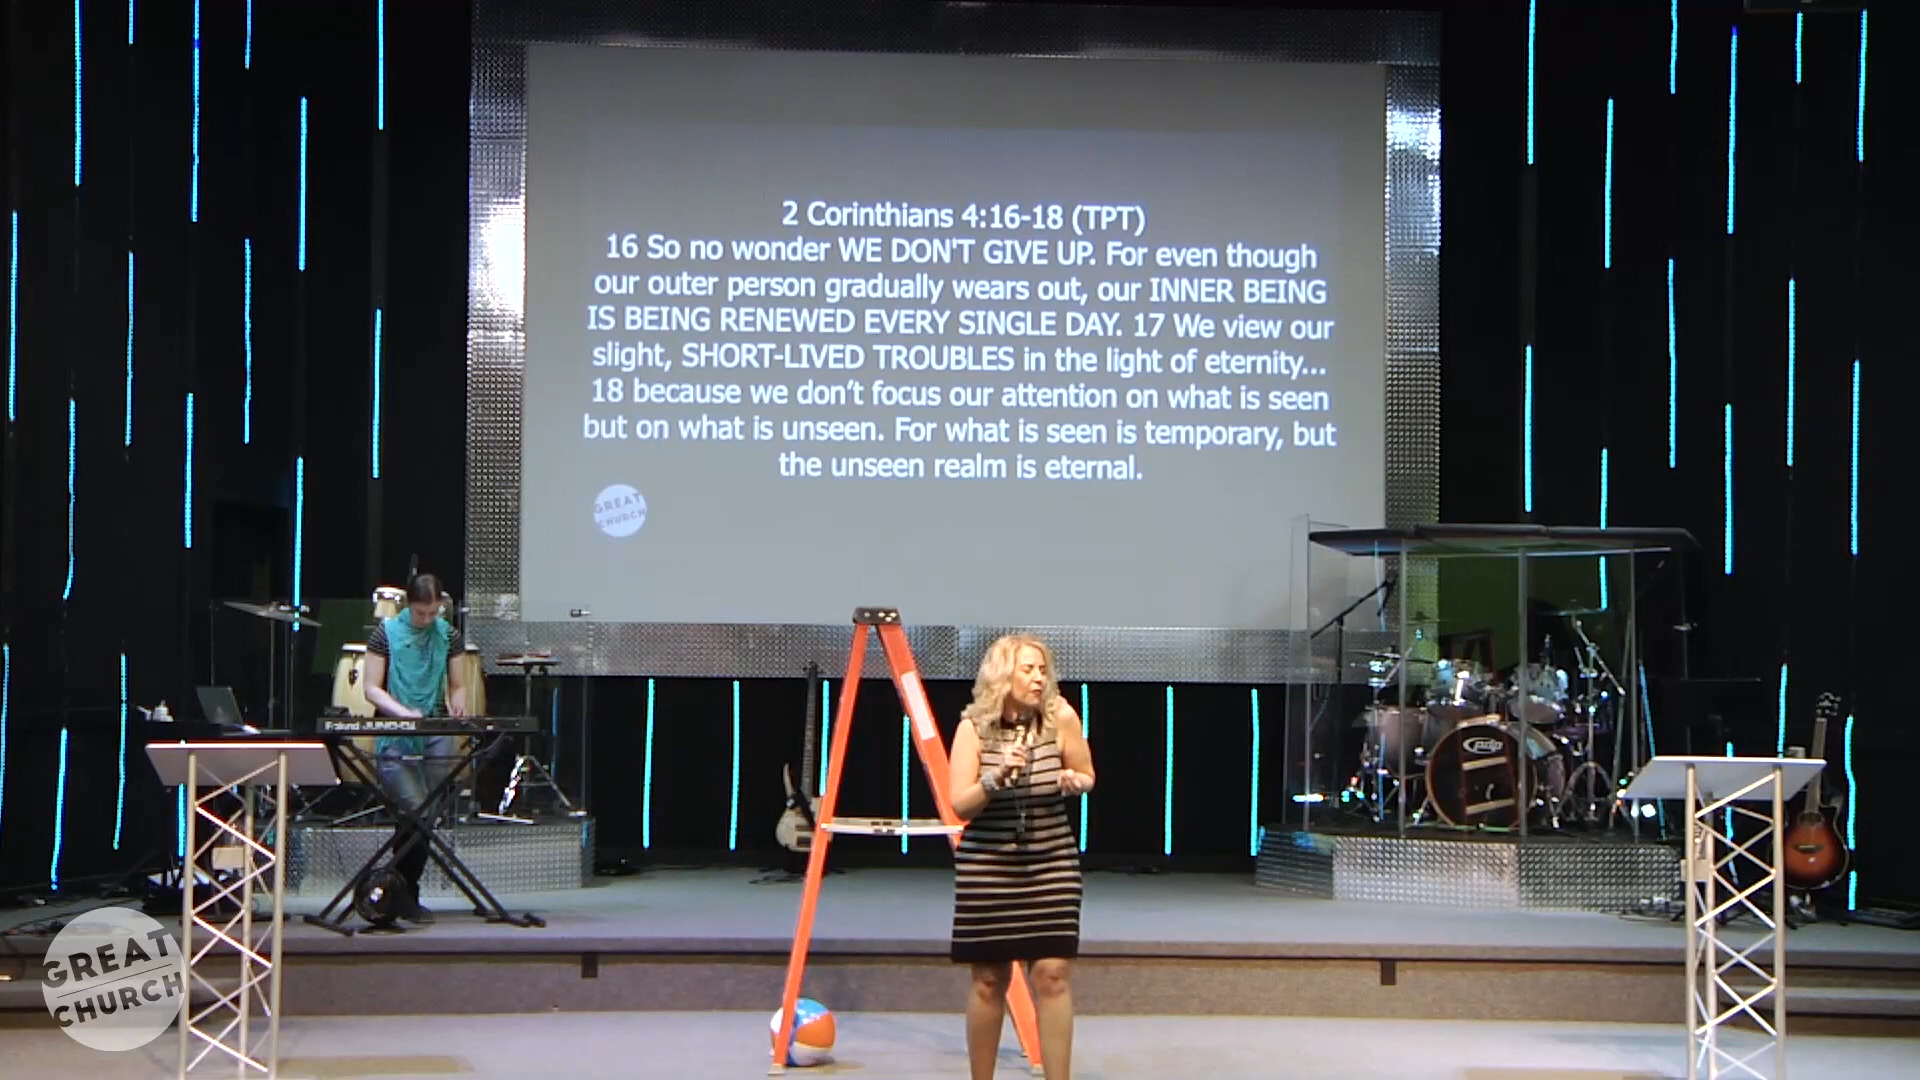 2 Corinthians 4:16-18 (TPT)
16 So no wonder WE DON'T GIVE UP. For even though
our outer person gradually wears out, our INNER BEING
IS BEING RENEWED EVERY SINGLE DAY. 17 We view our
slight, SHORT-LIVED TROUBLES in the light of eternity...
18 because we don’t focus our attention on what is seen
but on what is unseen. For what is seen is temporary, but
the unseen realm is eternal.
GREAT
CHURCH
JUNO-Di
pdp
GREAT
CHURCH